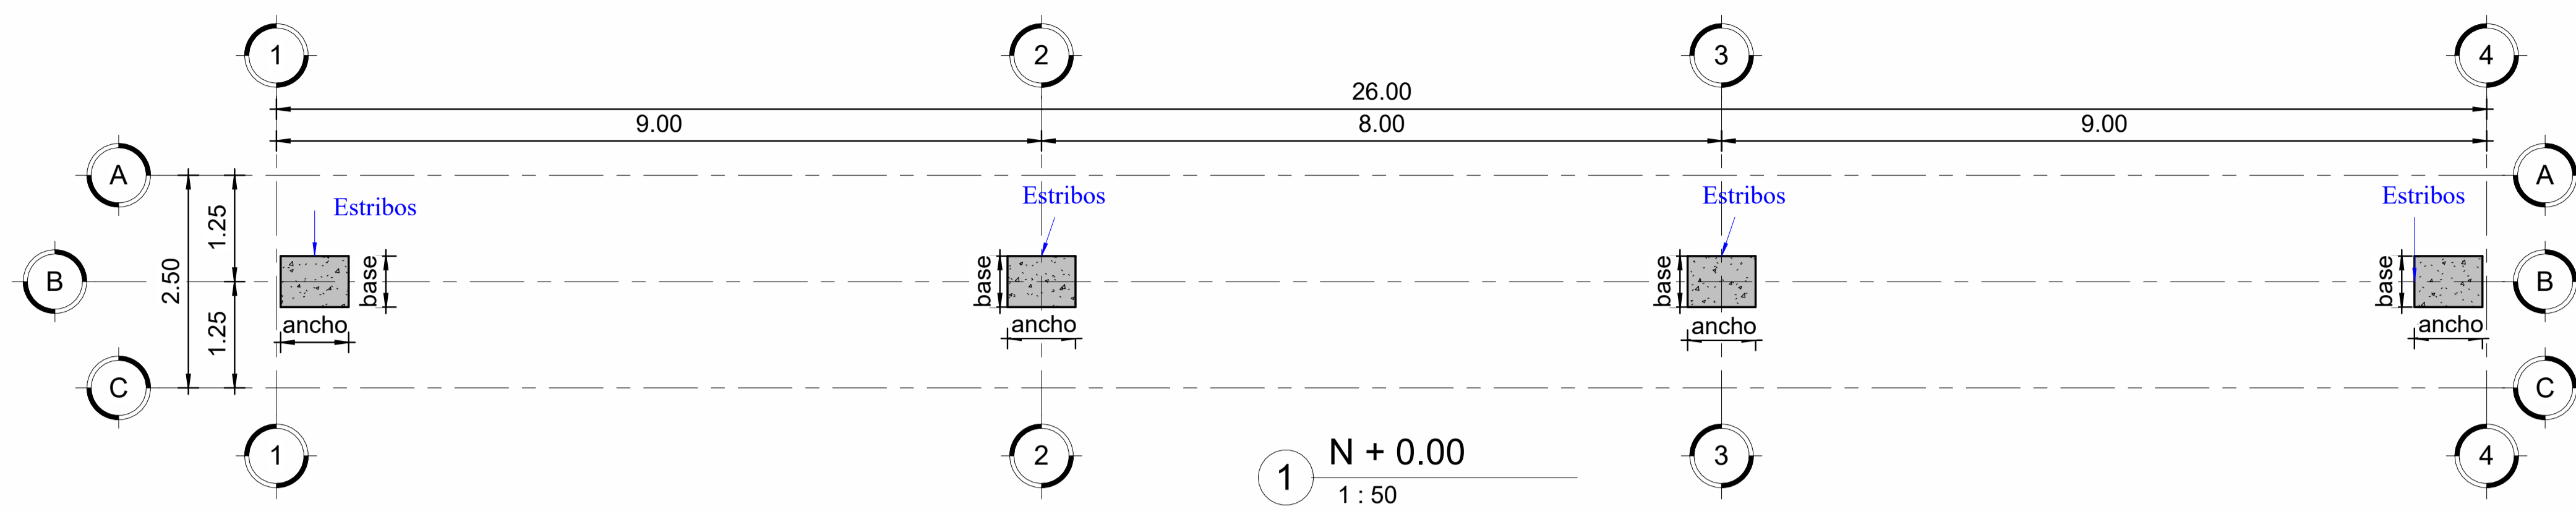 1 2 3 4
26.00
9.00 8.00 9.00
A A
Estribos Estribos Estribos Estribos
1.25
2.50
B base base base base B
ancho ancho ancho ancho
1.25
C C
1 2 3 4
1 N + 0.00
1 : 50